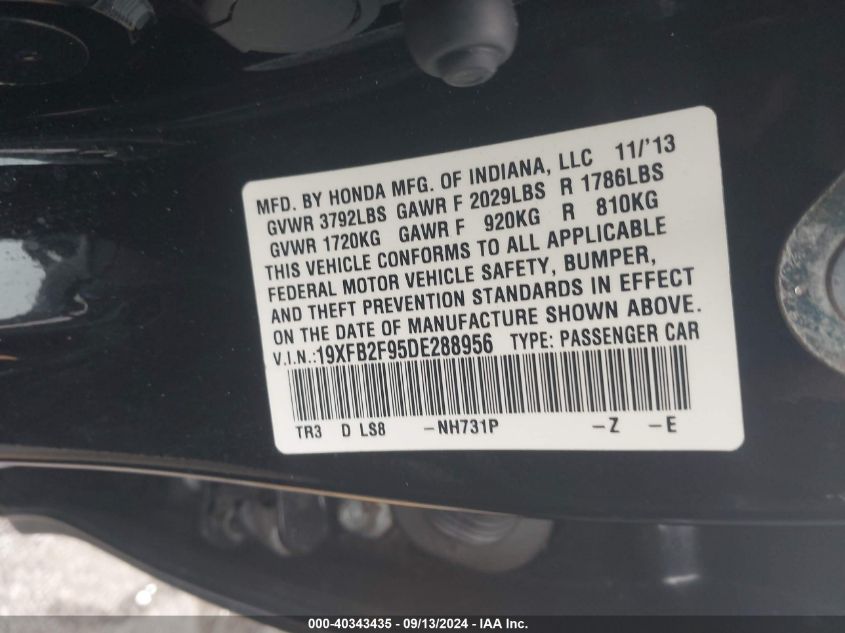 MFD. BY HONDA MFG. OF INDIANA, LLC 11/'13
GVWR 3792LBS GAWR F 2029LBS R 1786LBS
GVWR 1720KG GAWR F 920KG R 810KG
THIS VEHICLE CONFORMS TO ALL APPLICABLE
FEDERAL MOTOR VEHICLE SAFETY, BUMPER,
AND THEFT PREVENTION STANDARDS IN EFFECT
ON THE DATE OF MANUFACTURE SHOWN ABOVE.
V.I.N.:19XFB2F95DE288956 TYPE: PASSENGER CAR
TR3 D LS8 -NH731P -Z -E
000-40343435 - 09/13/2024 - IAA Inc.